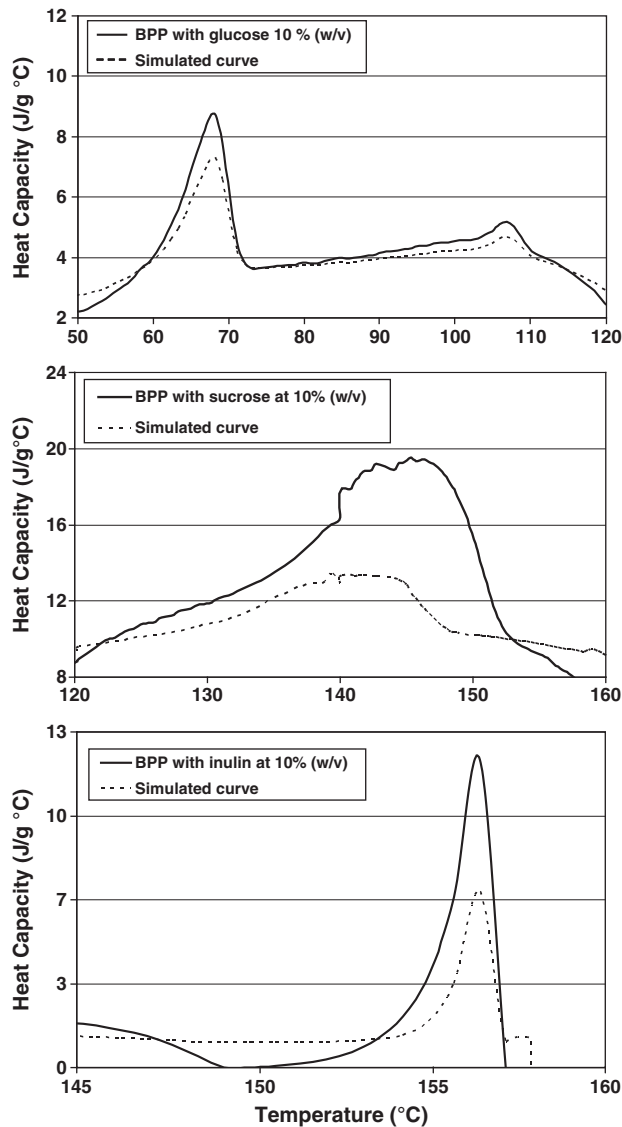 12
BPP with glucose 10 % (w/v)
Simulated curve
10
8
6
4
2
Heat Capacity (J/g °C)
50 60 70 80 90 100 110 120
24
BPP with sucrose at 10% (w/v)
Simulated curve
20
16
12
8
Heat Capacity (J/g°C)
120 130 140 150 160
13
BPP with inulin at 10% (w/v)
Simulated curve
10
7
3
0
Heat Capacity (J/g °C)
145 150 155 160
Temperature (°C)